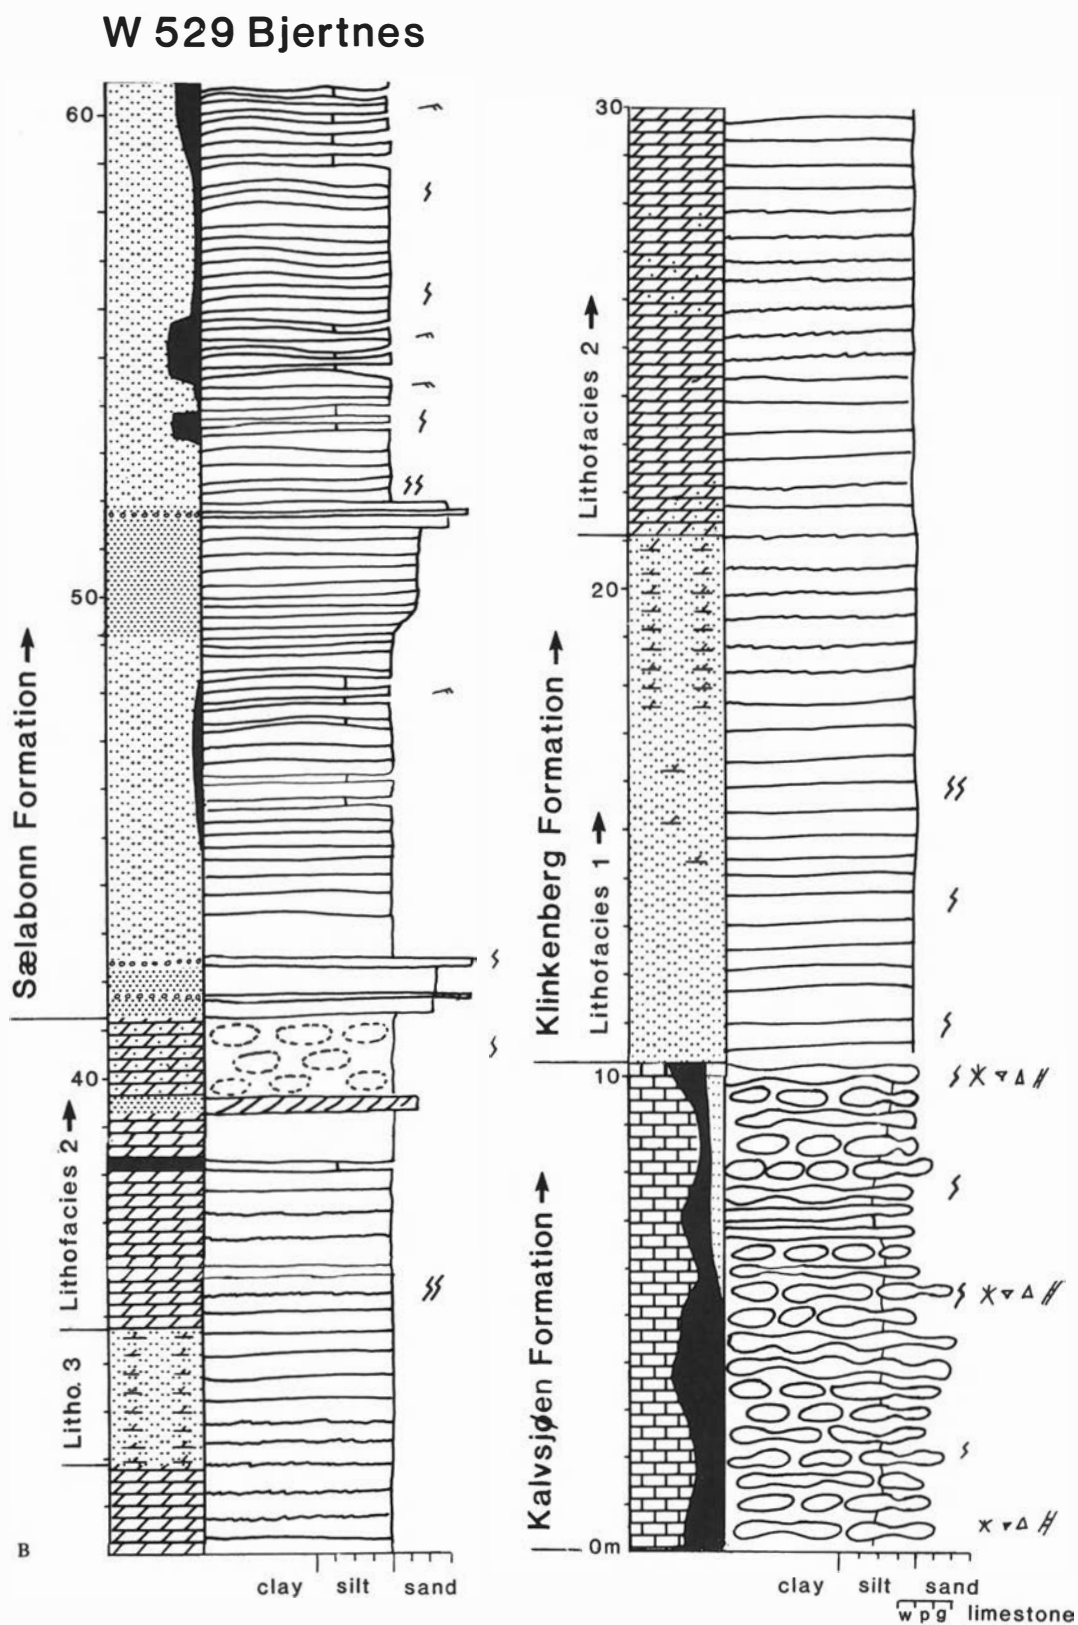 W 529 Bjertnes
60
50
40
Sælabonn Formation
Lithofacies 2
Litho. 3
B
clay silt sand
30
20
10
0m
Lithofacies 2
Klinkenberg Formation
Lithofacies 1
Kalvsjøen Formation
clay silt sand
w p g limestone